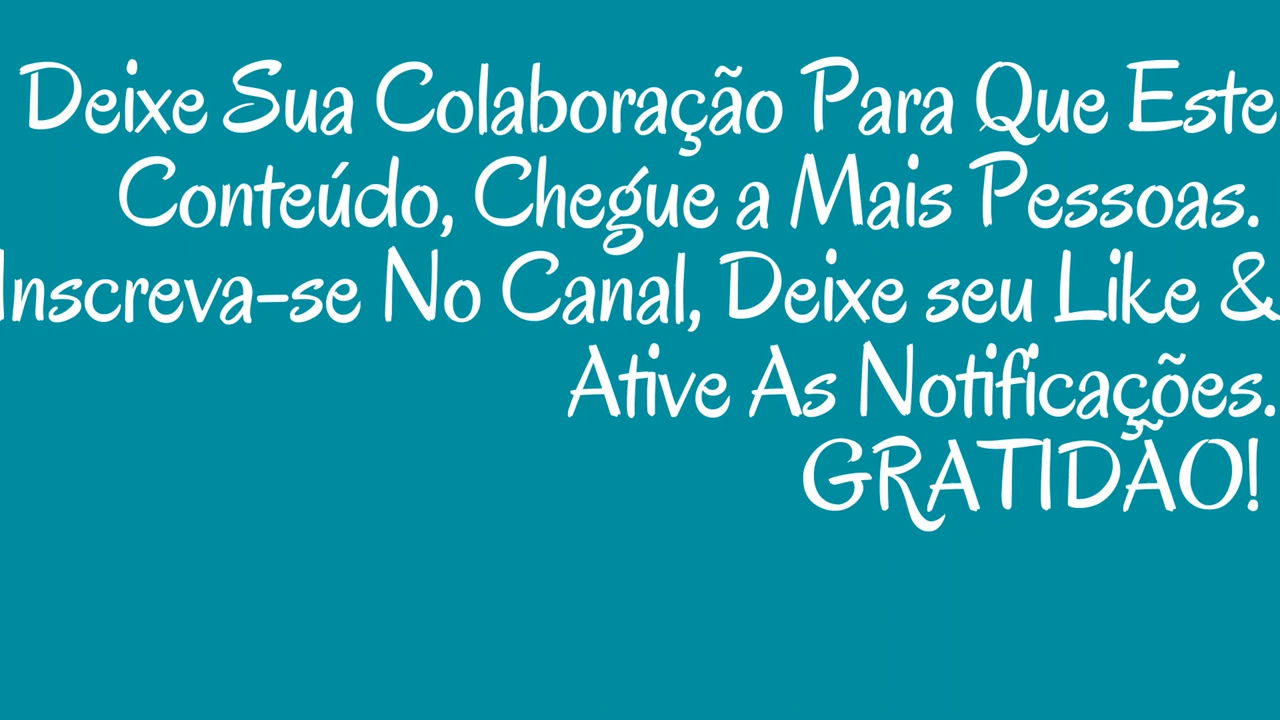 Deixe Sua Colaboração Para Que Este
Conteúdo, Chegue a Mais Pessoas.
Inscreva-se No Canal, Deixe seu Like &
Ative As Notificações.
GRATIDÃO!